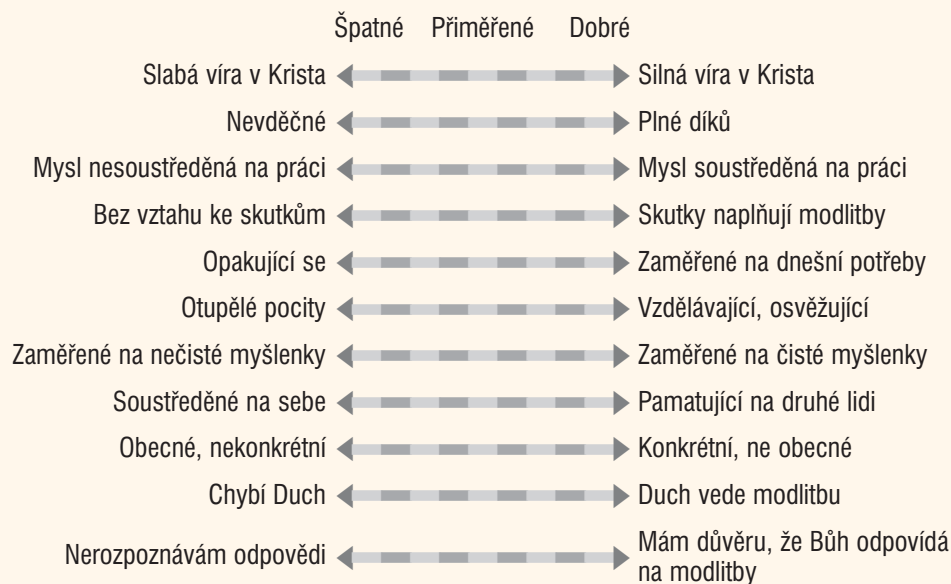 Špatné Přiměřené Dobré
Slabá víra v Krista Silná víra v Krista
Nevděčné Plné díků
Mysl nesoustředěná na práci Mysl soustředěná na práci
Bez vztahu ke skutkům Skutky naplňují modlitby
Opakující se Zaměřené na dnešní potřeby
Otupělé pocity Vzdělávající, osvěžující
Zaměřené na nečisté myšlenky Zaměřené na čisté myšlenky
Soustředěné na sebe Pamatující na druhé lidi
Obecné, nekonkrétní Konkrétní, ne obecné
Chybí Duch Duch vede modlitbu
Nerozpoznávám odpovědi Mám důvěru, že Bůh odpovídá
na modlitby